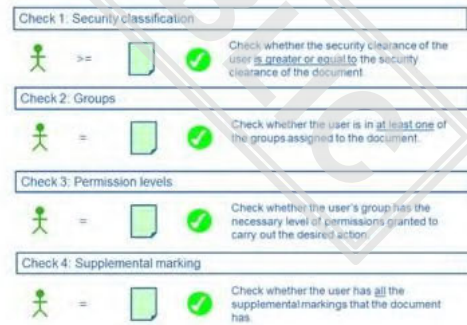 Check 1: Security classification
>=
Check whether the security clearance of the
user is greater or equal to the security
clearance of the document.
Check 2: Groups
=
Check whether the user is in at least one of
the groups assigned to the document.
Check 3: Permission levels
=
Check whether the user's group has the
necessary level of permissions granted to
carry out the desired action.
Check 4: Supplemental marking
=
Check whether the user has all the
supplemental markings that the document
has.